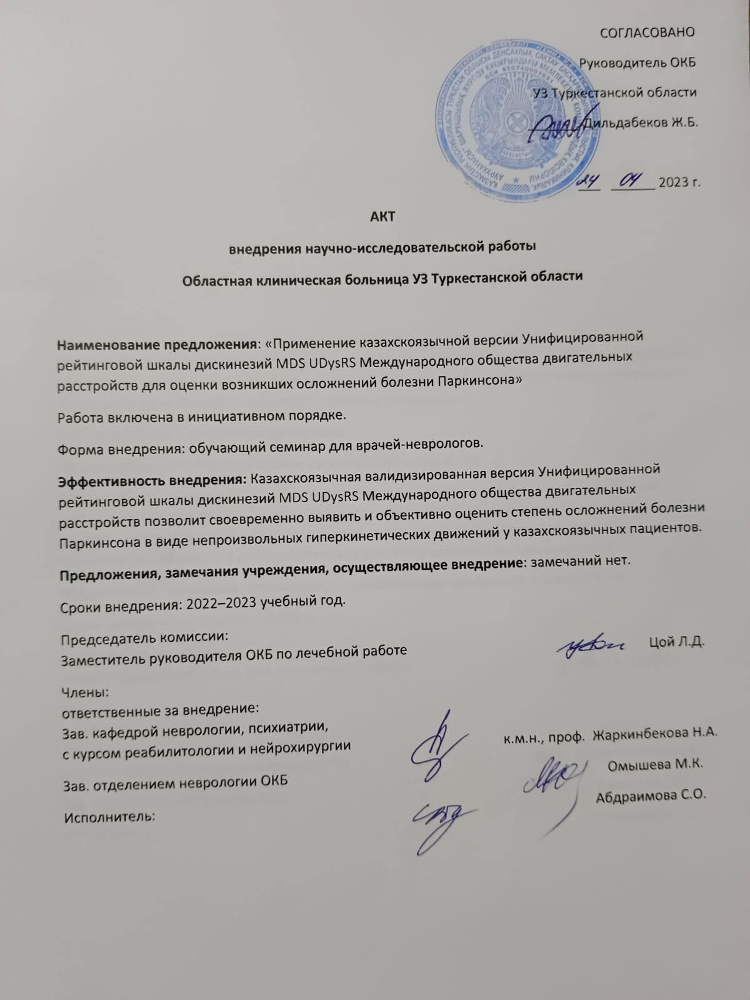 СОГЛАСОВАНО
Руководитель ОКБ
УЗ Туркестанской области
Дильдабеков Ж.Б.
24 04 2023 г.
БСН 990740001631
ҚАЗАҚСТАН
АКТ
внедрения научно-исследовательской работы
Областная клиническая больница УЗ Туркестанской области
Наименование предложения: «Применение казахскоязычной версии Унифицированной
рейтинговой шкалы дискинезий MDS UDysRS Международного общества двигательных
расстройств для оценки возникших осложнений болезни Паркинсона»
Работа включена в инициативном порядке.
Форма внедрения: обучающий семинар для врачей-неврологов.
Эффективность внедрения: Казахскоязычная валидизированная версия Унифицированной
рейтинговой шкалы дискинезий MDS UDysRS Международного общества двигательных
расстройств позволит своевременно выявить и объективно оценить степень осложнений болезни
Паркинсона в виде непроизвольных гиперкинетических движений у казахскоязычных пациентов.
Предложения, замечания учреждения, осуществляющее внедрение: замечаний нет.
Сроки внедрения: 2022–2023 учебный год.
Председатель комиссии:
Заместитель руководителя ОКБ по лечебной работе Цой Л.Д.
Члены:
ответственные за внедрение:
Зав. кафедрой неврологии, психиатрии,
с курсом реабилитологии и нейрохирургии к.м.н., проф. Жаркинбекова Н.А.
Зав. отделением неврологии ОКБ Омышева М.К.
Исполнитель: Абдраимова С.О.